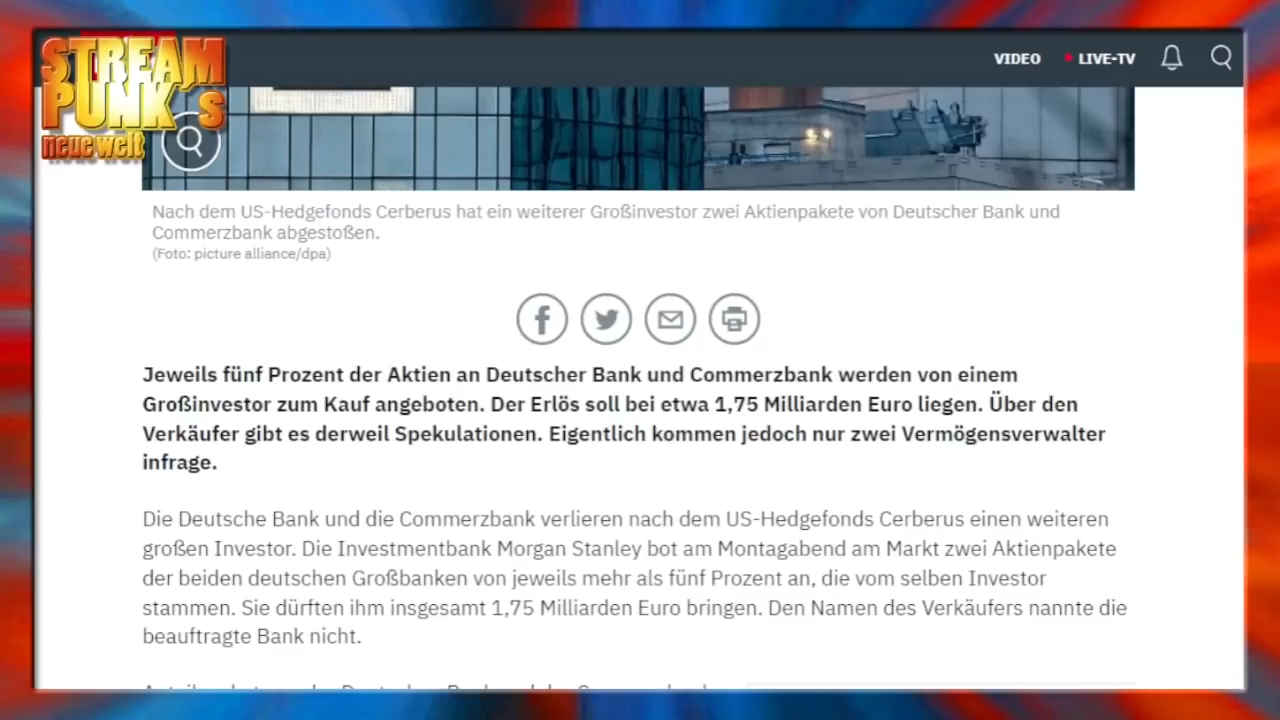 STREAM
PUNK´s
neue welt
VIDEO
LIVE-TV
Nach dem US-Hedgefonds Cerberus hat ein weiterer Großinvestor zwei Aktienpakete von Deutscher Bank und
Commerzbank abgestoßen.
(Foto: picture alliance/dpa)
Jeweils fünf Prozent der Aktien an Deutscher Bank und Commerzbank werden von einem
Großinvestor zum Kauf angeboten. Der Erlös soll bei etwa 1,75 Milliarden Euro liegen. Über den
Verkäufer gibt es derweil Spekulationen. Eigentlich kommen jedoch nur zwei Vermögensverwalter
infrage.
Die Deutsche Bank und die Commerzbank verlieren nach dem US-Hedgefonds Cerberus einen weiteren
großen Investor. Die Investmentbank Morgan Stanley bot am Montagabend am Markt zwei Aktienpakete
der beiden deutschen Großbanken von jeweils mehr als fünf Prozent an, die vom selben Investor
stammen. Sie dürften ihm insgesamt 1,75 Milliarden Euro bringen. Den Namen des Verkäufers nannte die
beauftragte Bank nicht.